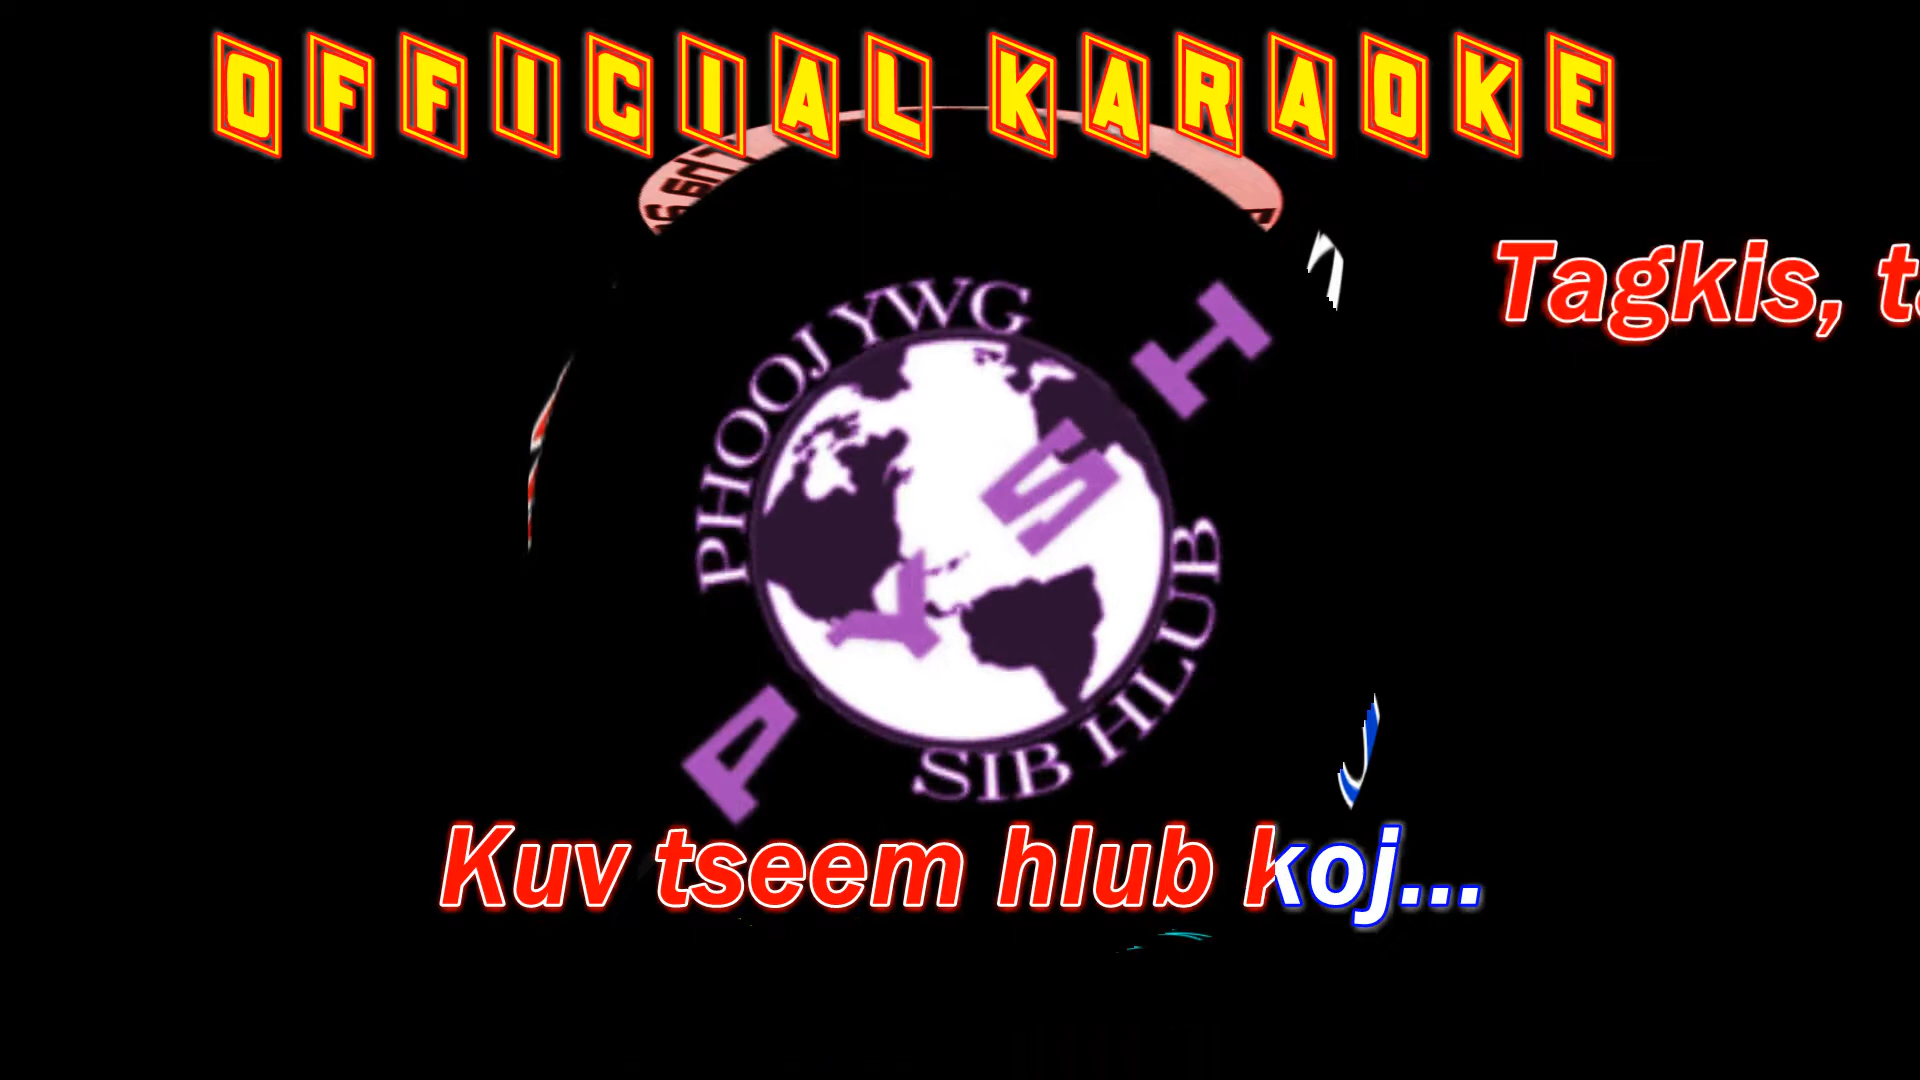 OFFICIAL KARAOKE
Tagkis,
PHOOJ YWG
PYSH
SIB HLUB
Kuv tseem hlub koj...